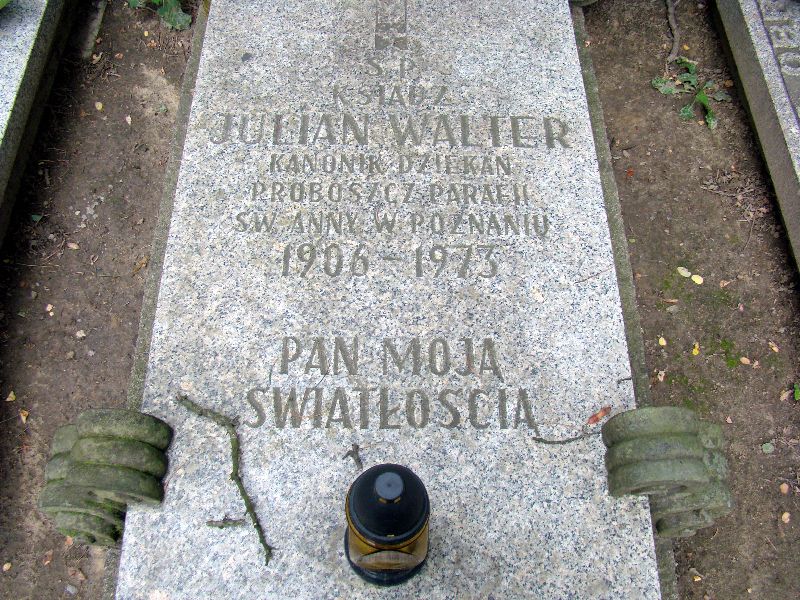 Ś. P.
KSIĄDZ
JULIAN WALTER
KANONIK DZIEKAN
PROBOSZCZ PARAFII
ŚW. ANNY W POZNANIU
1906 - 1973
PAN MOJĄ
ŚWIATŁOŚCIĄ